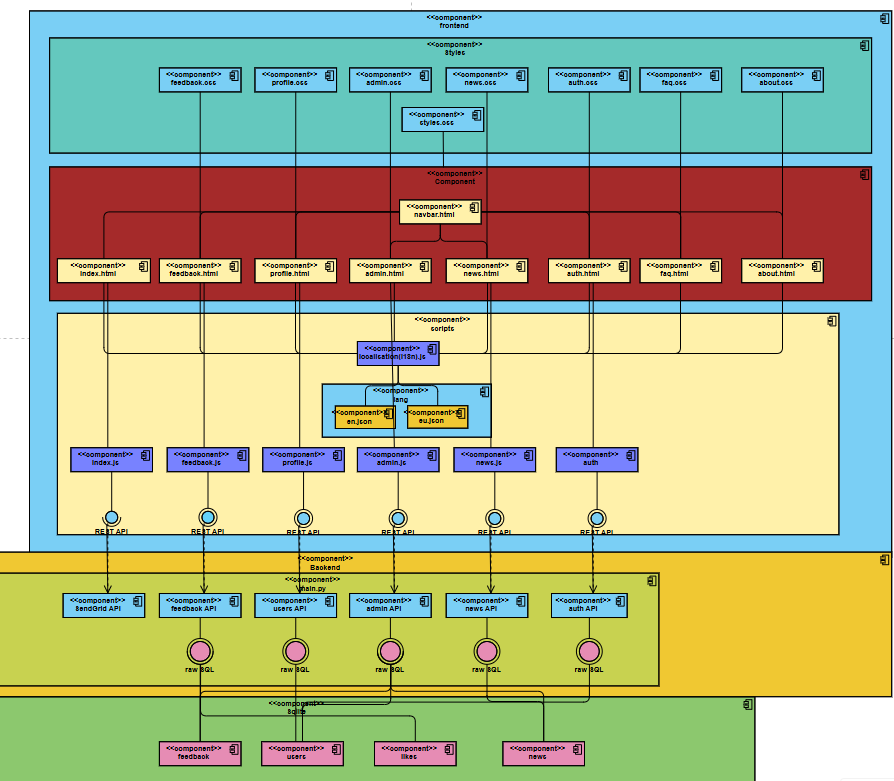 <<component>>
frontend
<<component>>
Styles
<<component>> <<component>> <<component>> <<component>> <<component>> <<component>> <<component>>
feedback.css profile.css admin.css news.css auth.css faq.css about.css
<<component>>
styles.css
<<component>>
Component
<<component>>
navbar.html
<<component>> <<component>> <<component>> <<component>> <<component>> <<component>> <<component>> <<component>>
index.html feedback.html profile.html admin.html news.html auth.html faq.html about.html
<<component>>
scripts
<<component>>
localisation(i18n).js
<<component>>
lang
<<component>> <<component>>
en.json eu.json
<<component>> <<component>> <<component>> <<component>> <<component>> <<component>>
index.js feedback.js profile.js admin.js news.js auth
REST API REST API REST API REST API REST API REST API
<<component>>
Backend
<<component>>
main.py
<<component>> <<component>> <<component>> <<component>> <<component>> <<component>>
SendGrid API feedback API users API admin API news API auth API
raw SQL raw SQL raw SQL raw SQL raw SQL
<<component>>
Sqlite
<<component>> <<component>> <<component>> <<component>>
feedback users likes news